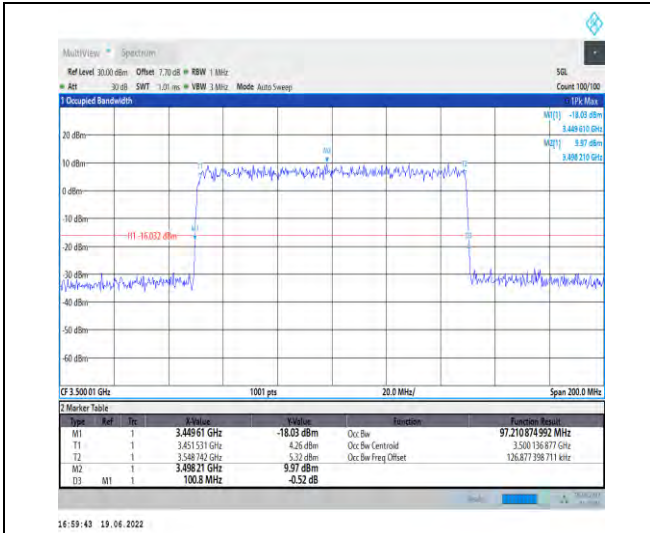 MultiView Spectrum
Ref Level 30.00 dBm Offset 7.70 dB RBW 1 MHz SGL
Att 30 dB SWT 1.01 ms VBW 3 MHz Mode Auto Sweep Count 100/100
1 Occupied Bandwidth 1Pk Max
M1[1] -18.03 dBm
3.449 610 GHz
20 dBm
M2[1] 9.97 dBm
3.498 210 GHz
M2
10 dBm
T1
T2
0 dBm
-10 dBm
M1
H1 -16.032 dBm
D3
-20 dBm
-30 dBm
-40 dBm
-50 dBm
-60 dBm
CF 3.500 01 GHz 1001 pts 20.0 MHz/ Span 200.0 MHz
2 Marker Table
Type Ref Trc X-Value Y-Value Function Function Result
M1 1 3.449 61 GHz -18.03 dBm Occ Bw 97.210 874 992 MHz
T1 1 3.451 531 GHz 4.26 dBm Occ Bw Centroid 3.500 136 877 GHz
T2 1 3.548 742 GHz 5.32 dBm Occ Bw Freq Offset 126.877 398 711 kHz
M2 1 3.498 21 GHz 9.97 dBm
D3 M1 1 100.8 MHz -0.52 dB
16:59:43 19.06.2022